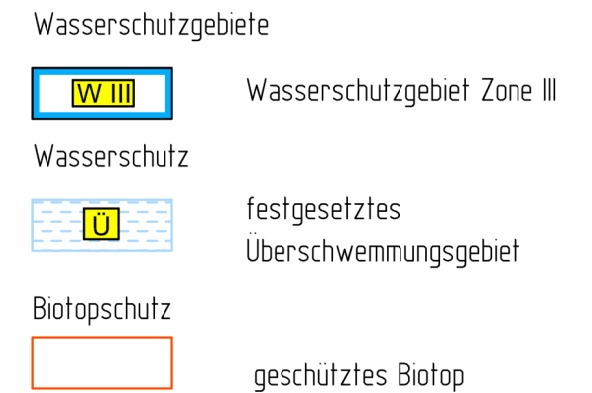 Wasserschutzgebiete
W III
Wasserschutzgebiet Zone III
Wasserschutz
Ü
festgesetztes
Überschwemmungsgebiet
Biotopschutz
geschütztes Biotop